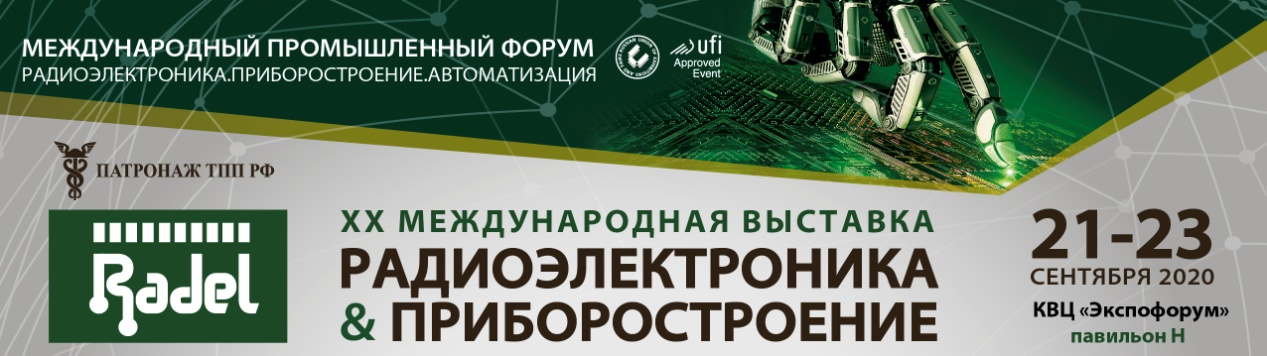 МЕЖДУНАРОДНЫЙ ПРОМЫШЛЕННЫЙ ФОРУМ
РАДИОЭЛЕКТРОНИКА.ПРИБОРОСТРОЕНИЕ.АВТОМАТИЗАЦИЯ
ufi
Approved
Event
ПАТРОНАЖ ТПП РФ
Radel
XX МЕЖДУНАРОДНАЯ ВЫСТАВКА
РАДИОЭЛЕКТРОНИКА
& ПРИБОРОСТРОЕНИЕ
21-23
СЕНТЯБРЯ 2020
КВЦ «Экспофорум»
павильон H